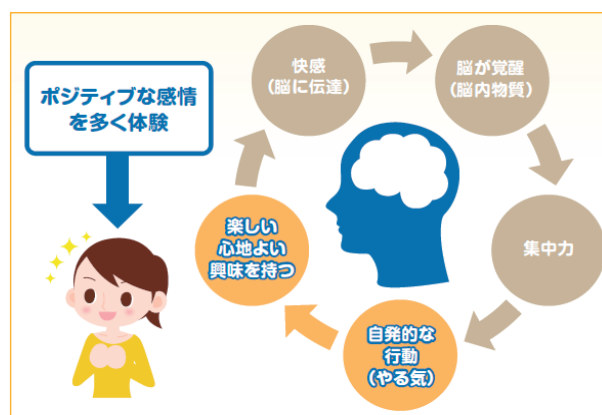 ポジティブな感情
を多く体験
快感
(脳に伝達)
脳が覚醒
(脳内物質)
集中力
自発的な
行動
(やる気)
楽しい
心地よい
興味を持つ